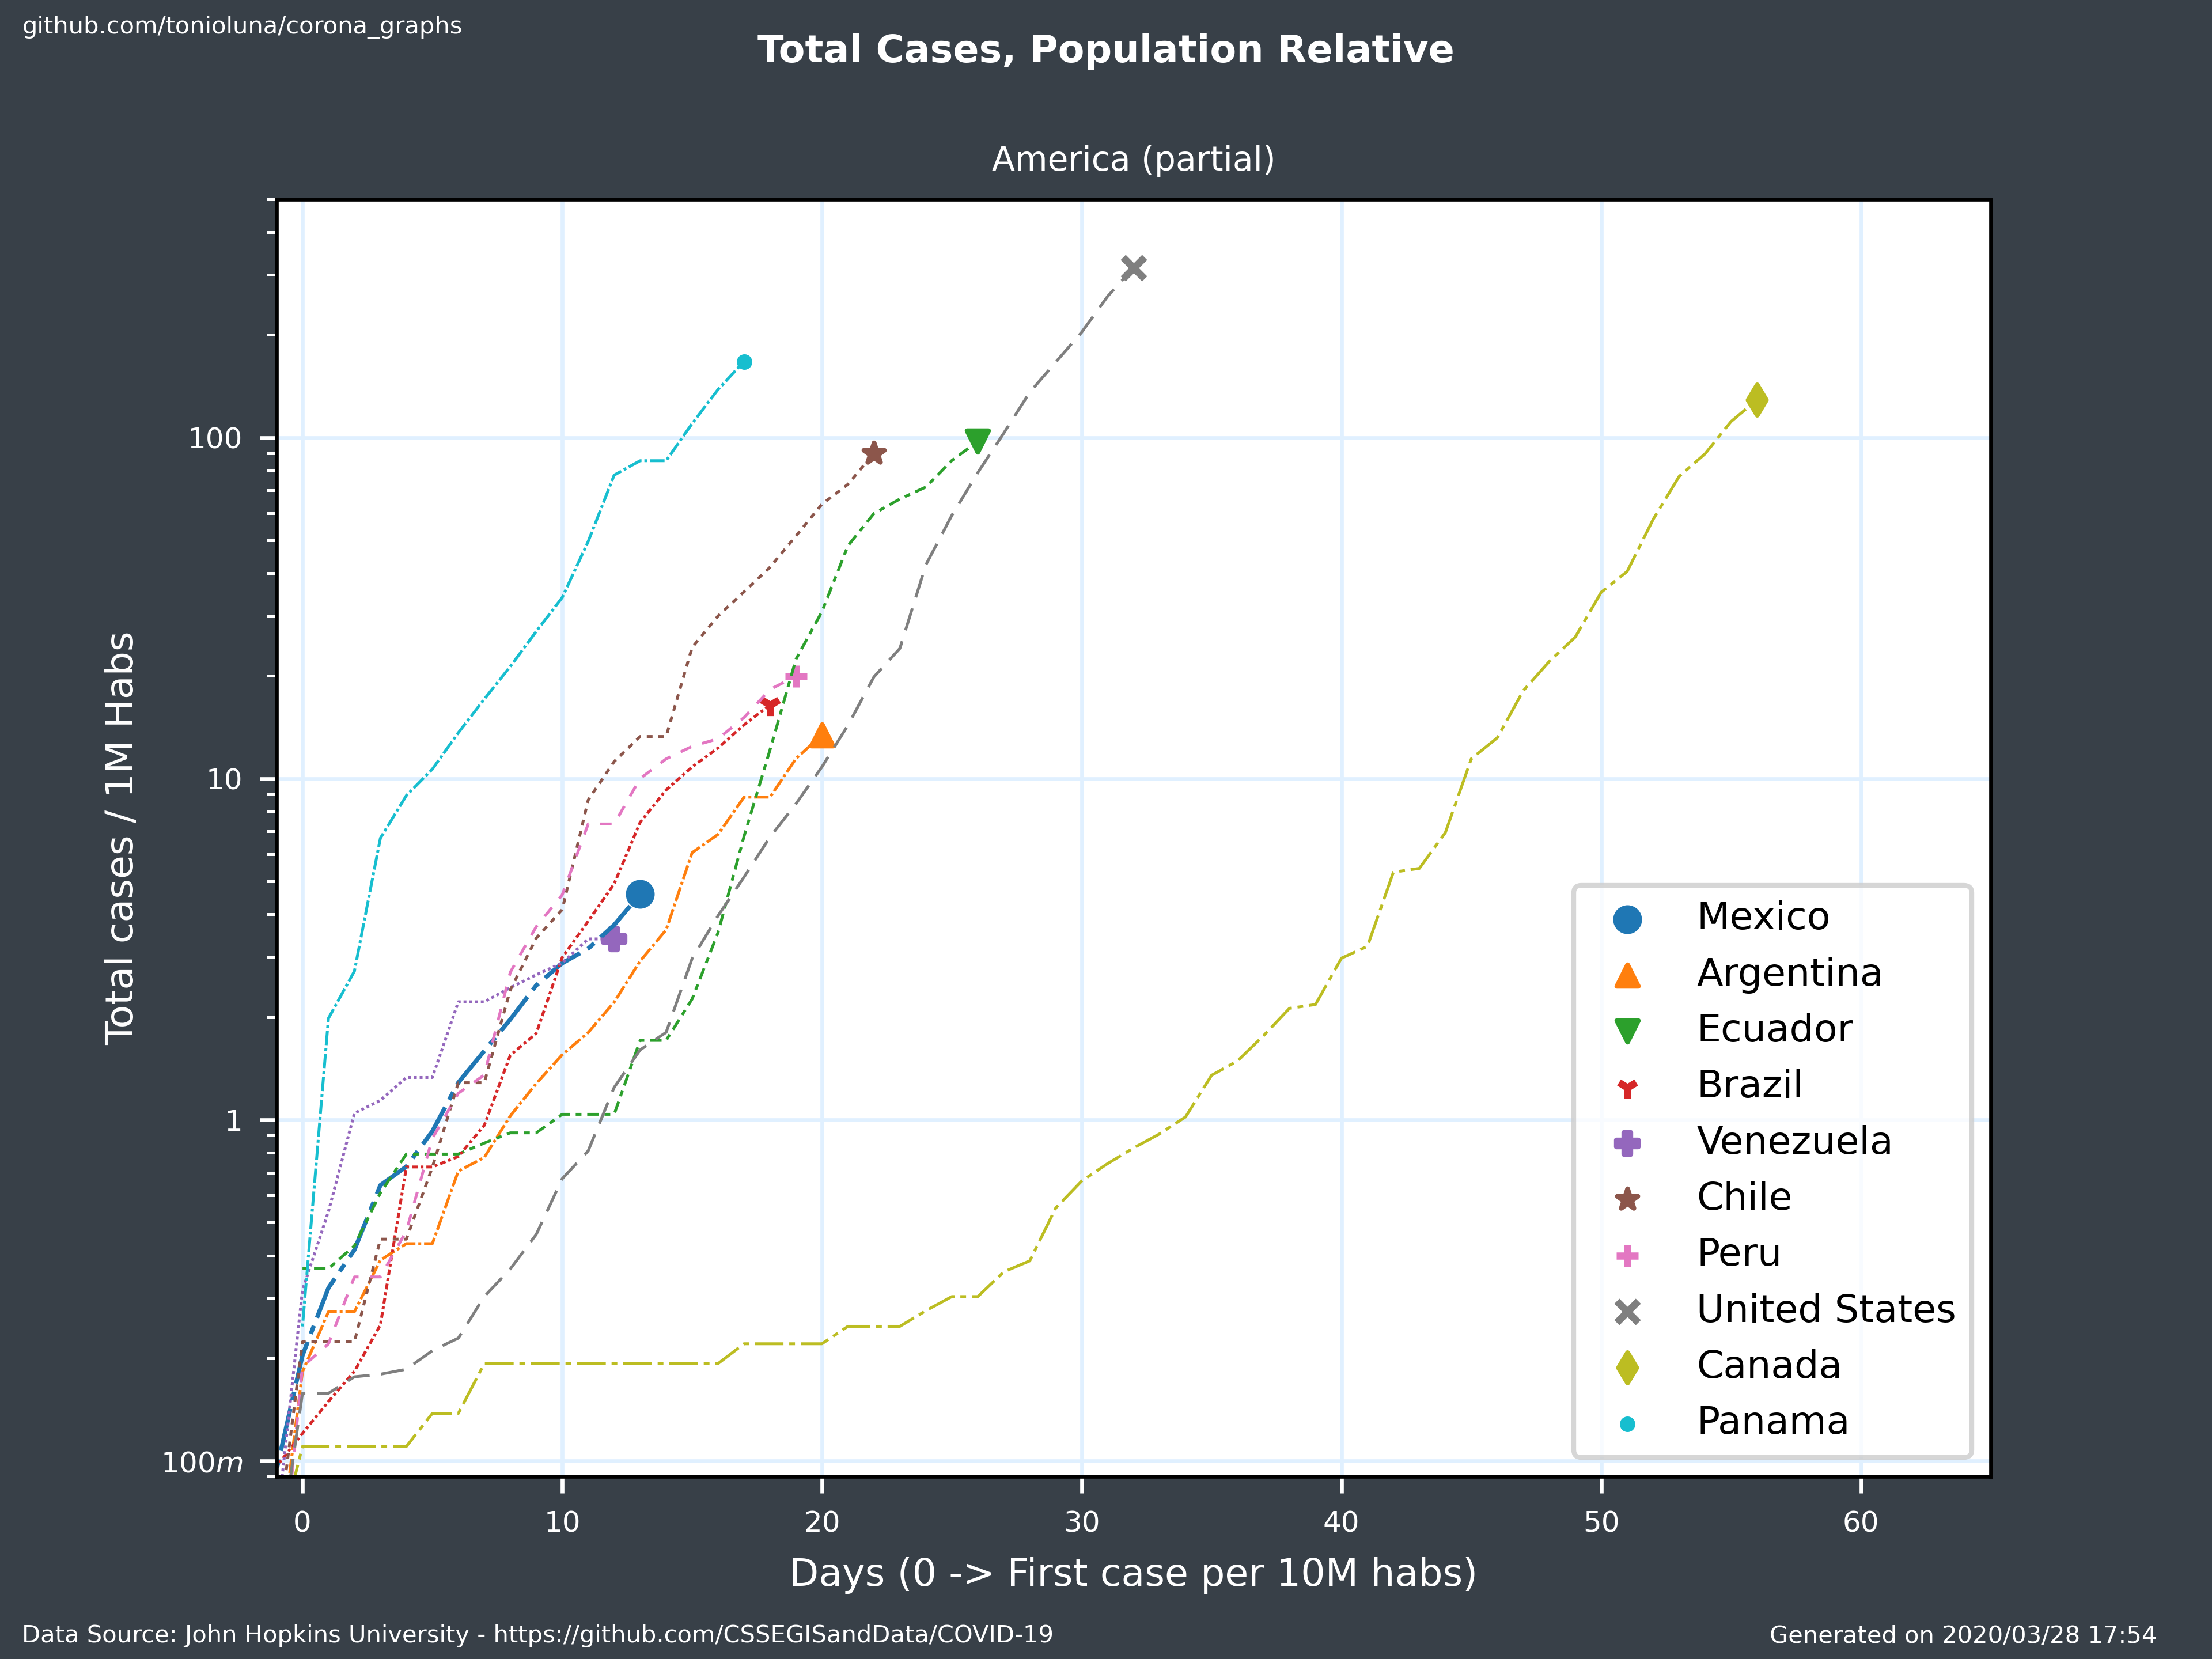 github.com/tonioluna/corona_graphs
Total Cases, Population Relative
America (partial)
Total cases / 1M Habs
100
10
1
100m
Mexico
Argentina
Ecuador
Brazil
Venezuela
Chile
Peru
United States
Canada
Panama
0 10 20 30 40 50 60
Days (0 -> First case per 10M habs)
Data Source: John Hopkins University - https://github.com/CSSEGISandData/COVID-19
Generated on 2020/03/28 17:54